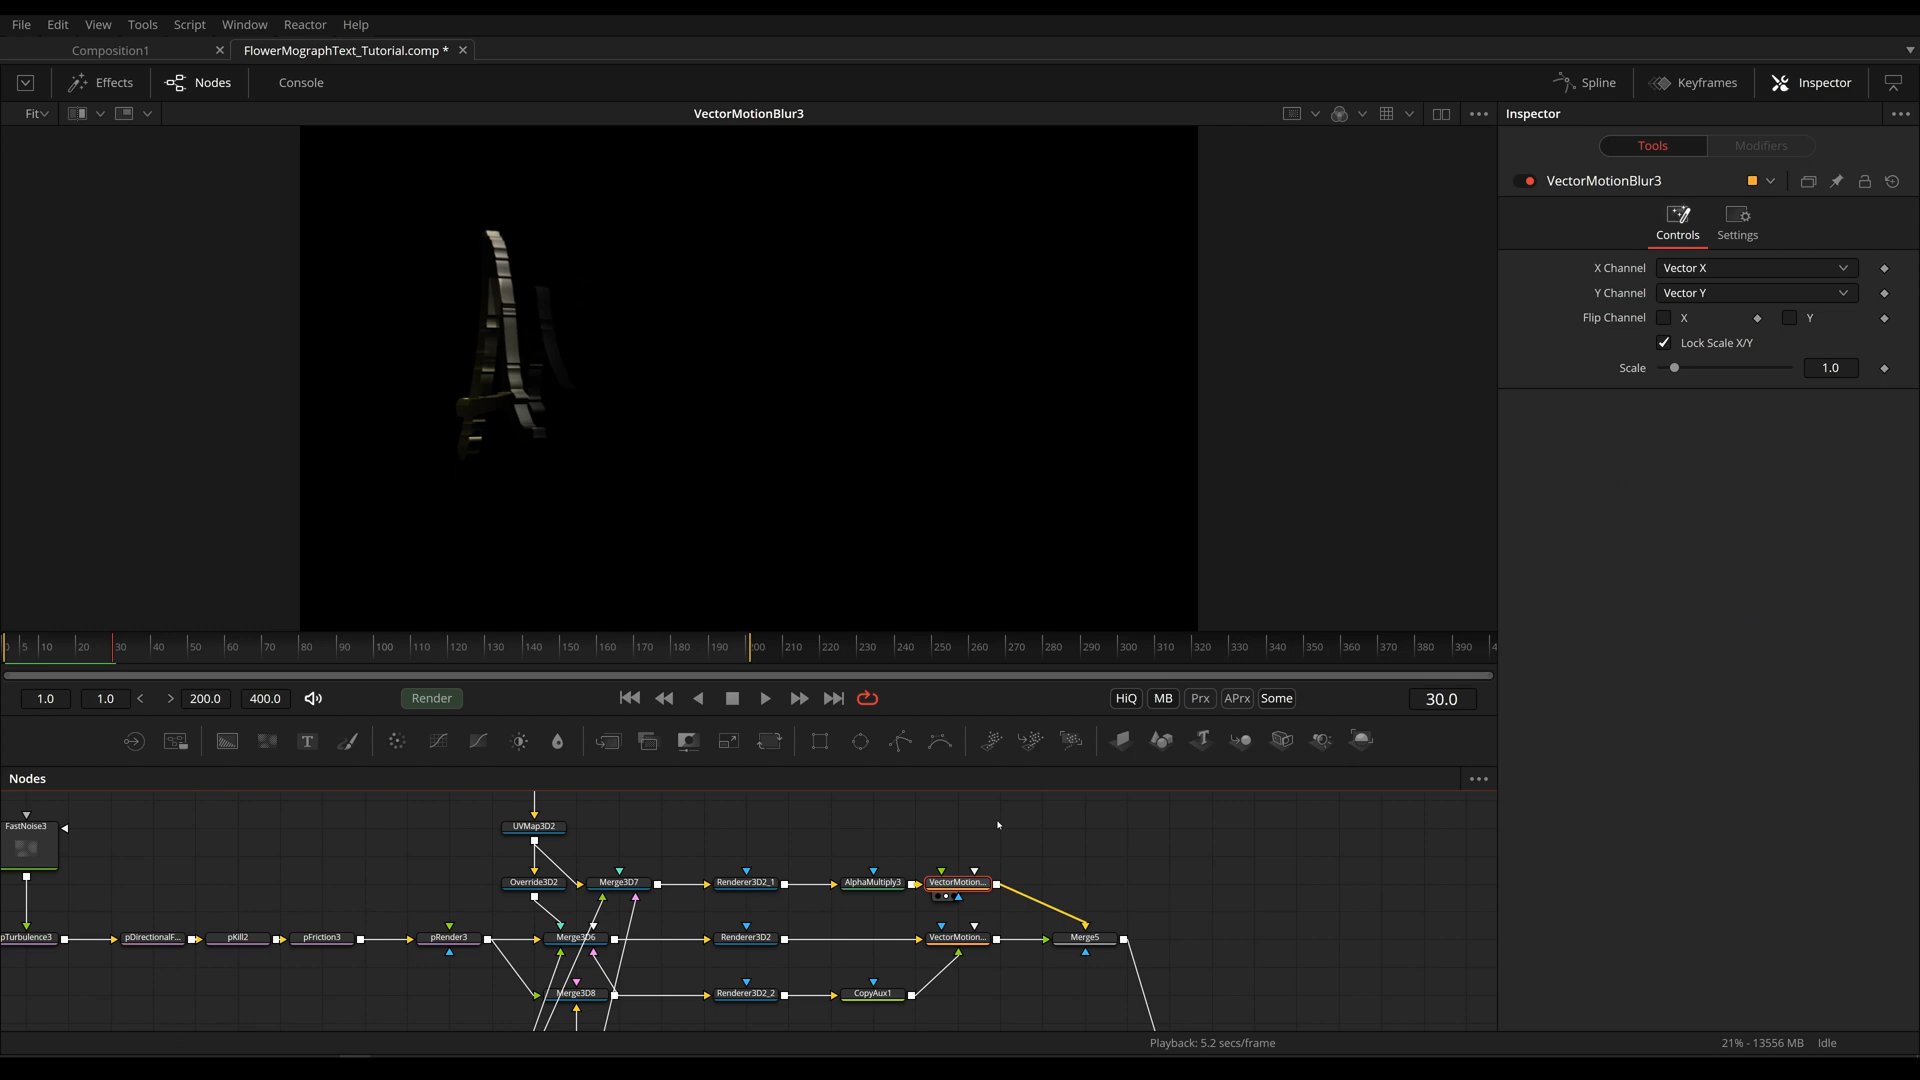 File Edit View Tools Script Window Reactor Help
Composition1 FlowerMographText_Tutorial.comp *
Effects Nodes Console Spline Keyframes Inspector
Fit VectorMotionBlur3 Inspector
Tools Modifiers
VectorMotionBlur3
Controls Settings
X Channel Vector X
Y Channel Vector Y
Flip Channel X Y
Lock Scale X/Y
Scale 1.0
0 5 10 20 30 40 50 60 70 80 90 100 110 120 130 140 150 160 170 180 190 200 210 220 230 240 250 260 270 280 290 300 310 320 330 340 350 360 370 380 390 4
1.0 1.0 < > 200.0 400.0 Render HiQ MB Prx APrx Some 30.0
Nodes
FastNoise3 UVMap3D2
Override3D2 Merge3D7 Renderer3D2_1 AlphaMultiply3 VectorMotion...
pTurbulence3 pDirectionalF... pKill2 pFriction3 pRender3 Merge3D6 Renderer3D2 VectorMotion... Merge5
Merge3D8 Renderer3D2_2 CopyAux1
Playback: 5.2 secs/frame 21% - 13556 MB Idle